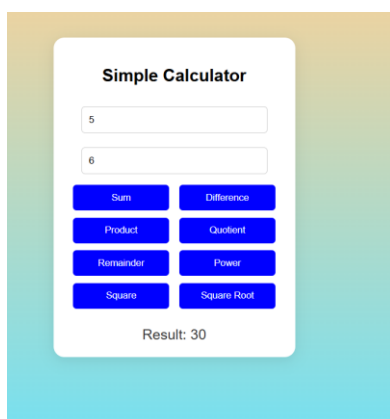 Simple Calculator
5
6
Sum Difference
Product Quotient
Remainder Power
Square Square Root
Result: 30